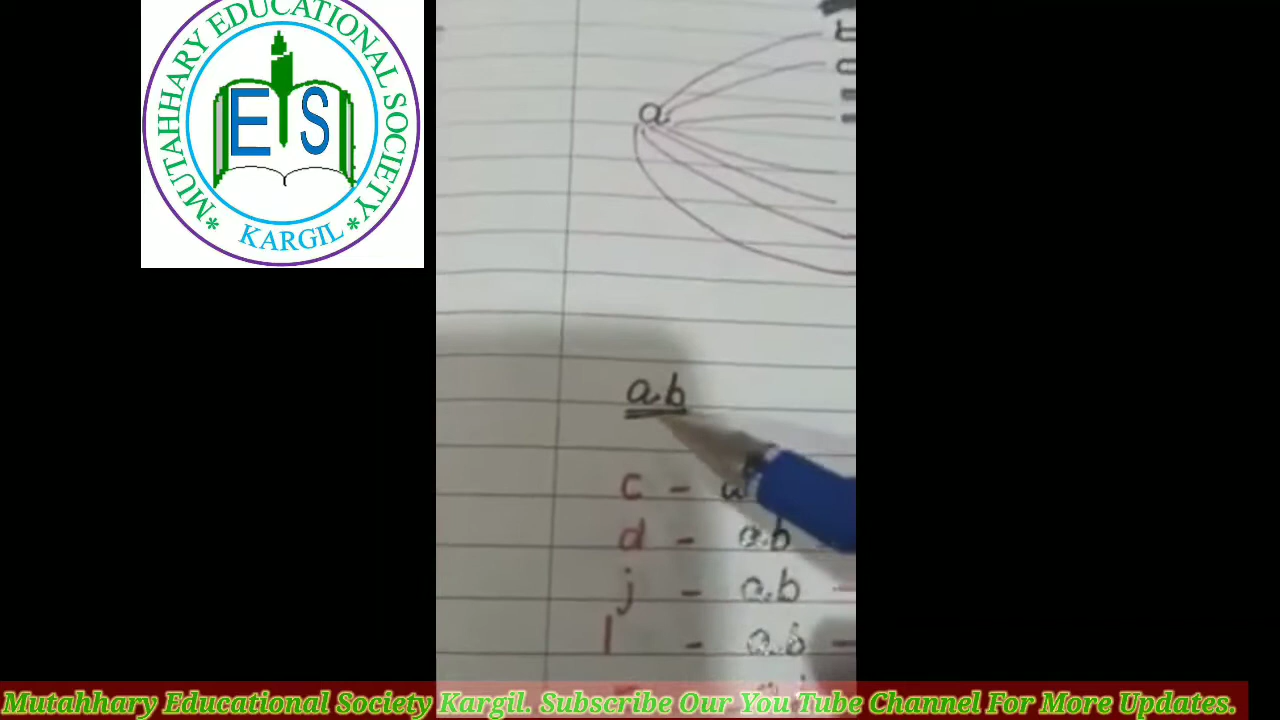 MUTAHHARY EDUCATIONAL SOCIETY
E S
KARGIL
a
ab
c -
d - ab
j - ab -
l - ab -
Mutahhary Educational Society Kargil. Subscribe Our You Tube Channel For More Updates.